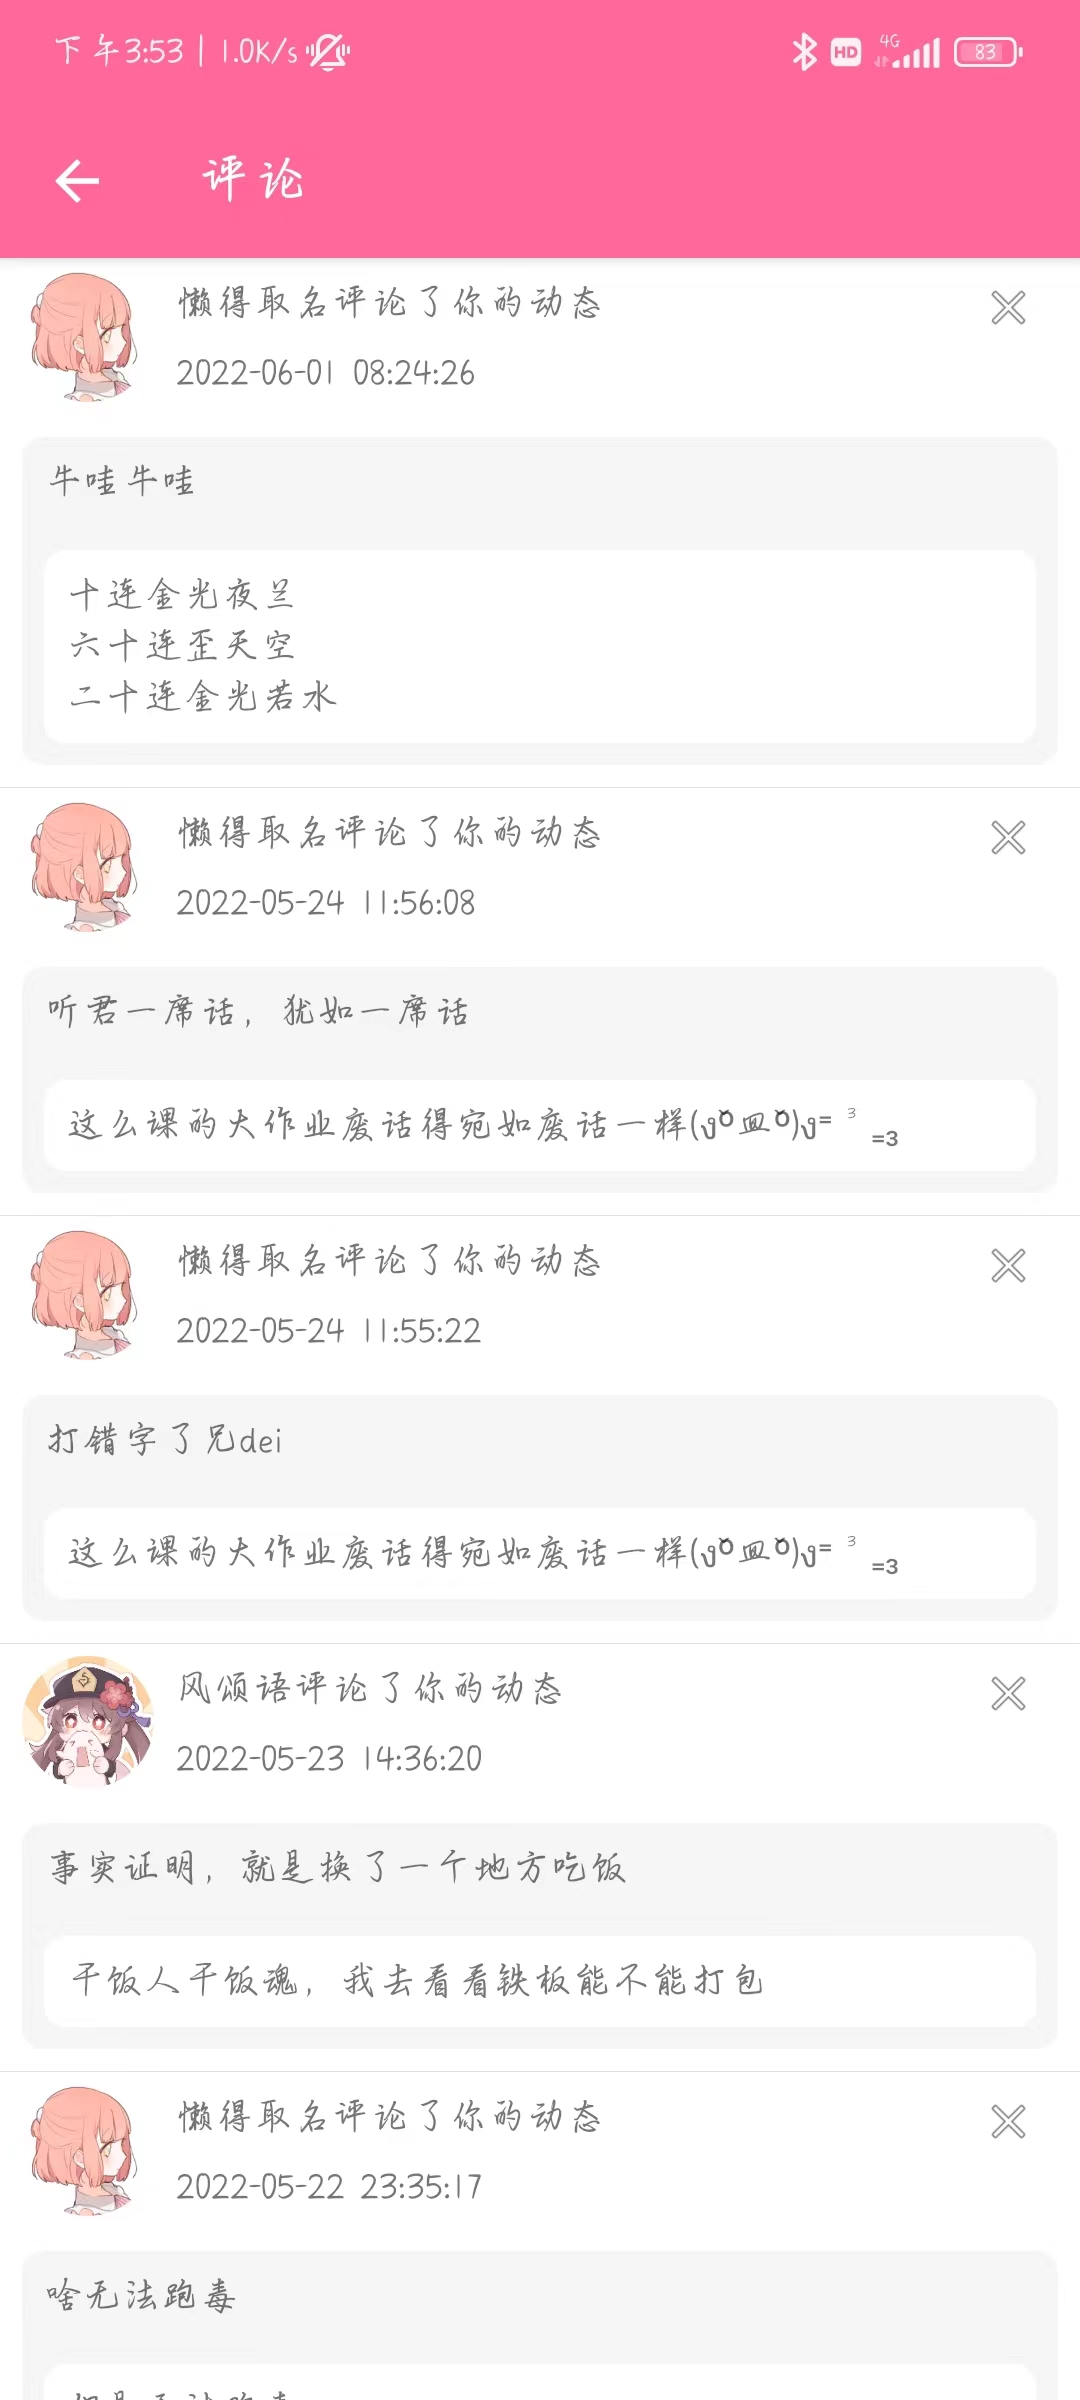 下午3:53 | 1.0K/s
HD 4G 83
评论
懒得取名评论了你的动态
2022-06-01 08:24:26
牛哇牛哇
十连金光夜兰
六十连歪天空
二十连金光若水
懒得取名评论了你的动态
2022-05-24 11:56:08
听君一席话，犹如一席话
这么课的大作业废话得宛如废话一样(ง°̀皿°́)ง= ³ ₌₃
懒得取名评论了你的动态
2022-05-24 11:55:22
打错字了兄dei
这么课的大作业废话得宛如废话一样(ง°̀皿°́)ง= ³ ₌₃
风颂语评论了你的动态
2022-05-23 14:36:20
事实证明，就是换了一个地方吃饭
干饭人干饭魂，我去看看铁板能不能打包
懒得取名评论了你的动态
2022-05-22 23:35:17
啥无法跑毒